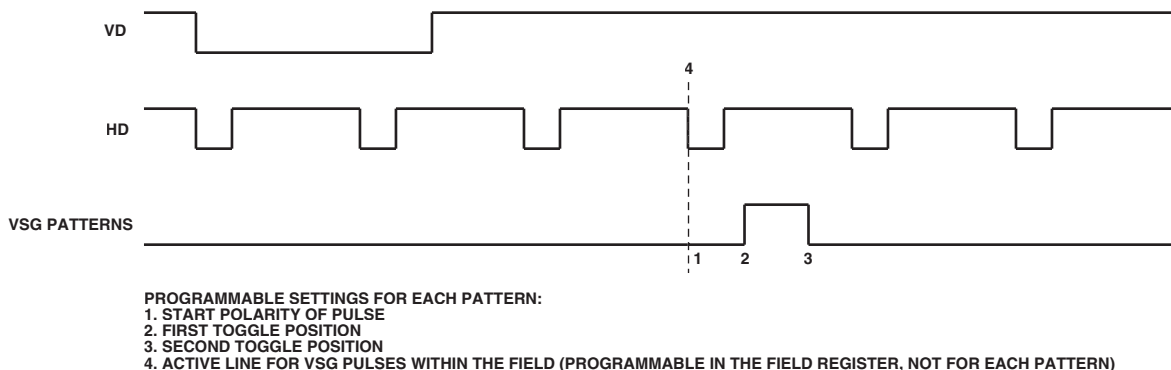 VD
4
HD
VSG PATTERNS
1 2 3
PROGRAMMABLE SETTINGS FOR EACH PATTERN:
1. START POLARITY OF PULSE
2. FIRST TOGGLE POSITION
3. SECOND TOGGLE POSITION
4. ACTIVE LINE FOR VSG PULSES WITHIN THE FIELD (PROGRAMMABLE IN THE FIELD REGISTER, NOT FOR EACH PATTERN)